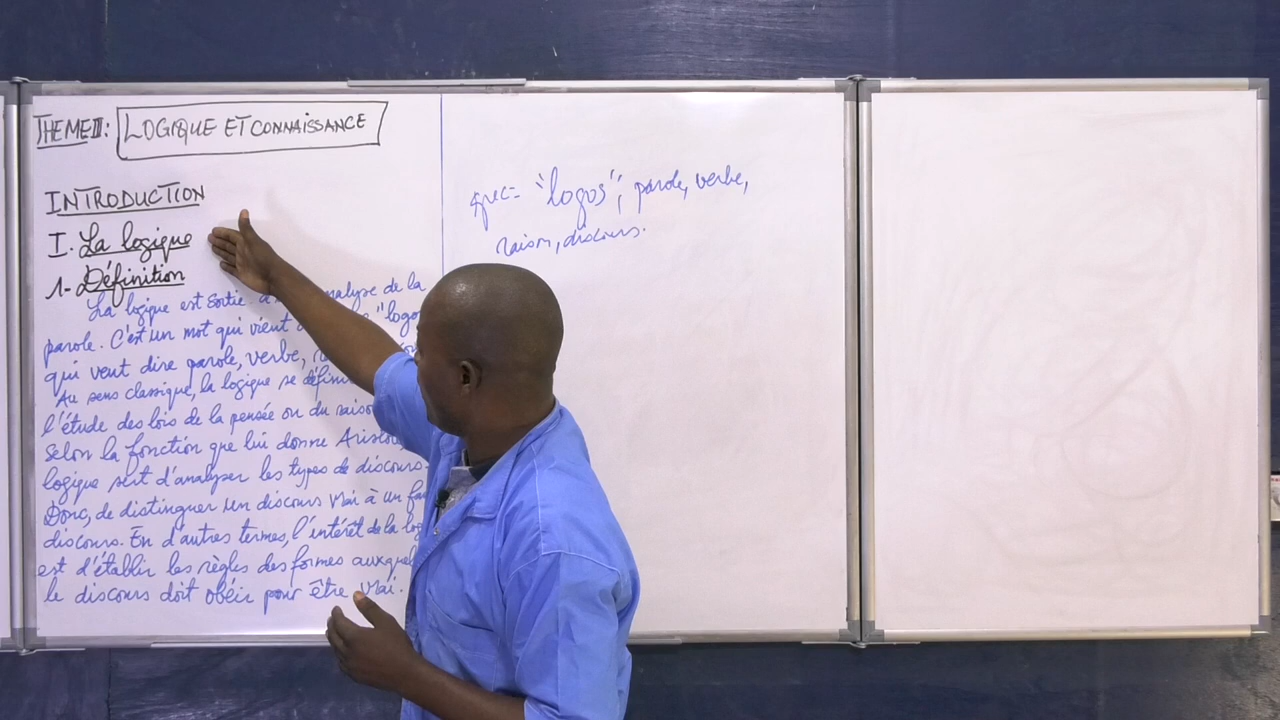 THEME III: LOGIQUE ET CONNAISSANCE
INTRODUCTION
I. La logique
1- Définition
La logique est sortie analyse de la
parole. C'est un mot qui vient "logo
qui veut dire parole, verbe,
Au sens classique, la logique se défini
l'étude des lois de la pensée ou du raiso
Selon la fonction que lui donne Aristo
logique sert d'analyser les types de discours.
Donc, de distinguer un discours vrai à un fau
discours. En d'autres termes, l'intérêt de la log
est d'établir les règles des formes auxquel
le discours doit obéir pour être vrai.
grec= "logos"; parole, verbe,
raison, discours.